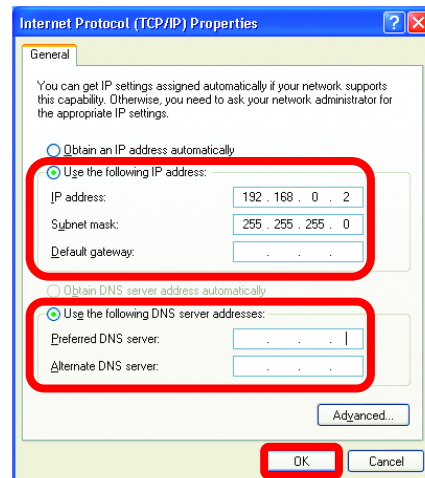 Internet Protocol (TCP/IP) Properties
General
You can get IP settings assigned automatically if your network supports
this capability. Otherwise, you need to ask your network administrator for
the appropriate IP settings.
Obtain an IP address automatically
Use the following IP address:
IP address: 192 . 168 . 0 . 2
Subnet mask: 255 . 255 . 255 . 0
Default gateway: . . .
Obtain DNS server address automatically
Use the following DNS server addresses:
Preferred DNS server: . . .
Alternate DNS server: . . .
Advanced...
OK Cancel